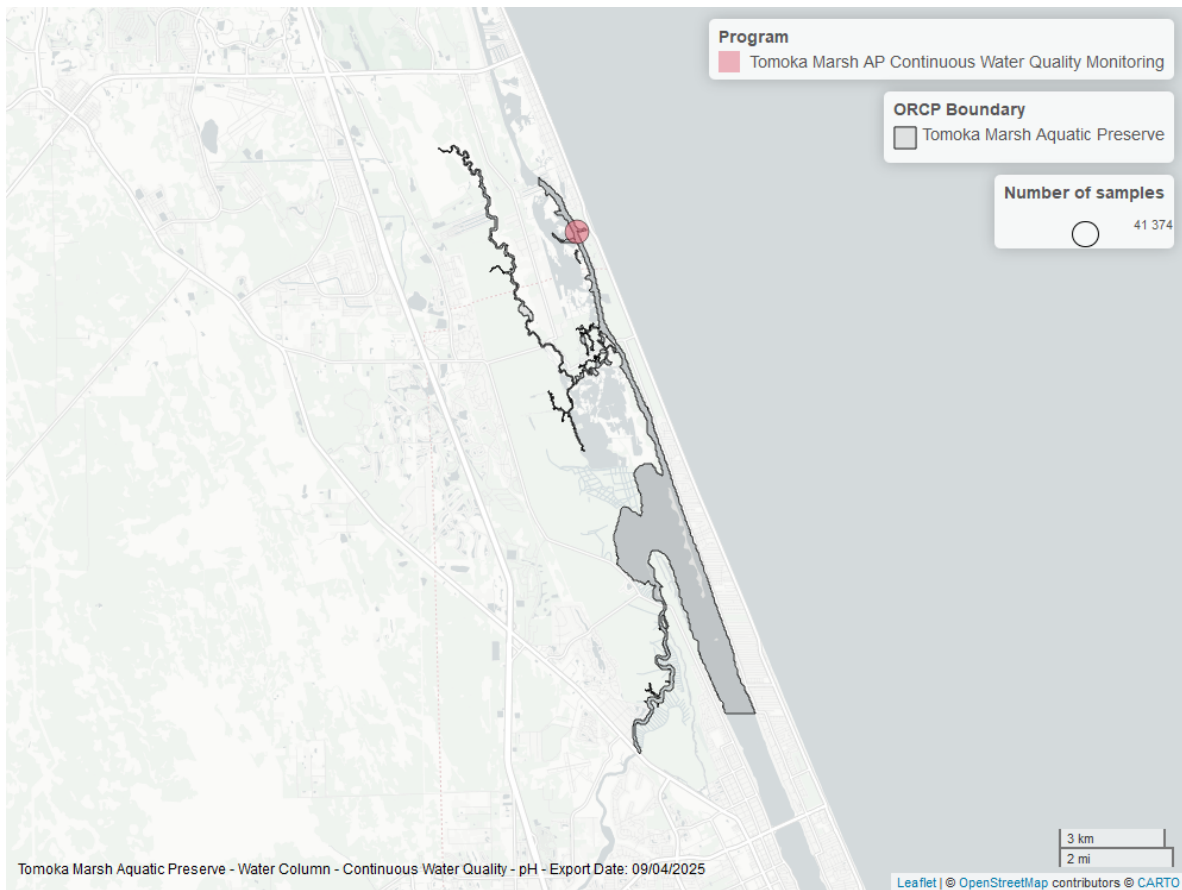 Program
Tomoka Marsh AP Continuous Water Quality Monitoring
ORCP Boundary
Tomoka Marsh Aquatic Preserve
Number of samples
41 374
3 km
2 mi
Tomoka Marsh Aquatic Preserve - Water Column - Continuous Water Quality - pH - Export Date: 09/04/2025
Leaflet | © OpenStreetMap contributors © CARTO